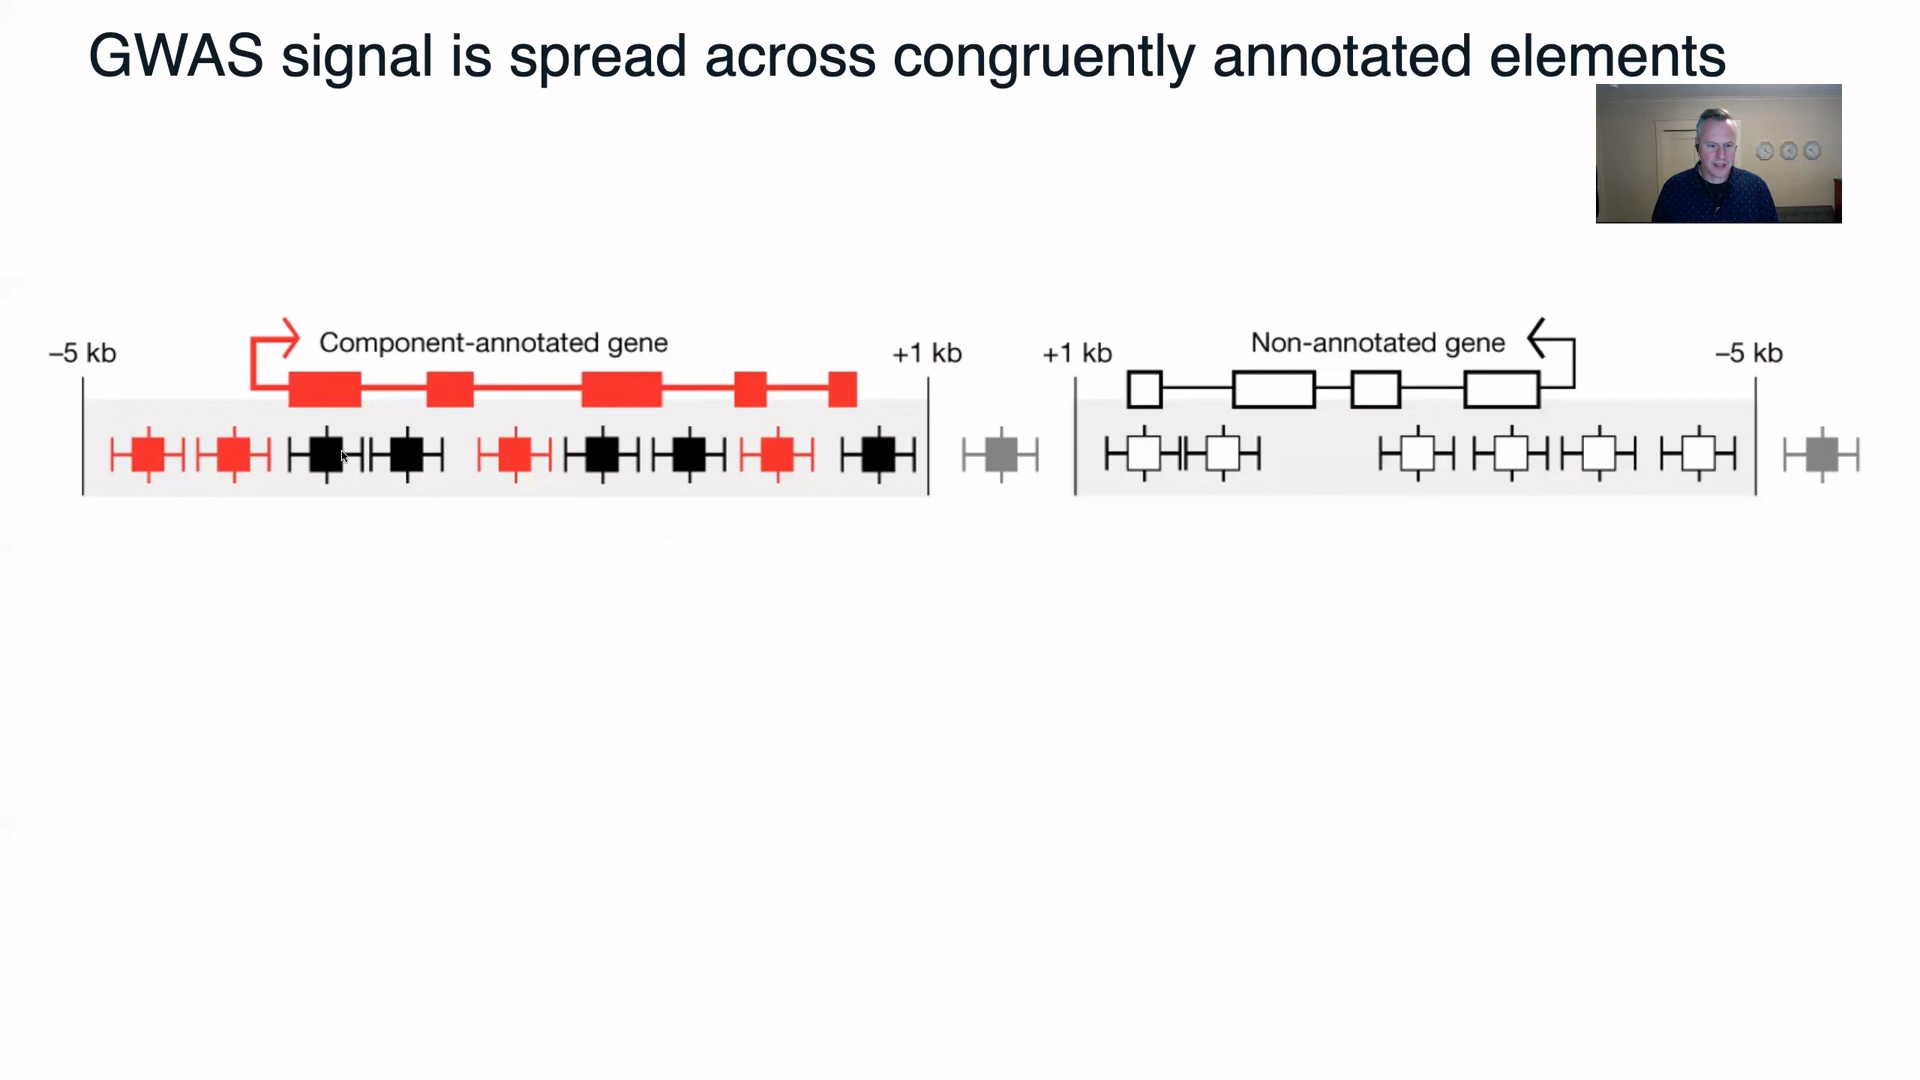 GWAS signal is spread across congruently annotated elements
–5 kb
Component-annotated gene
+1 kb
+1 kb
Non-annotated gene
–5 kb